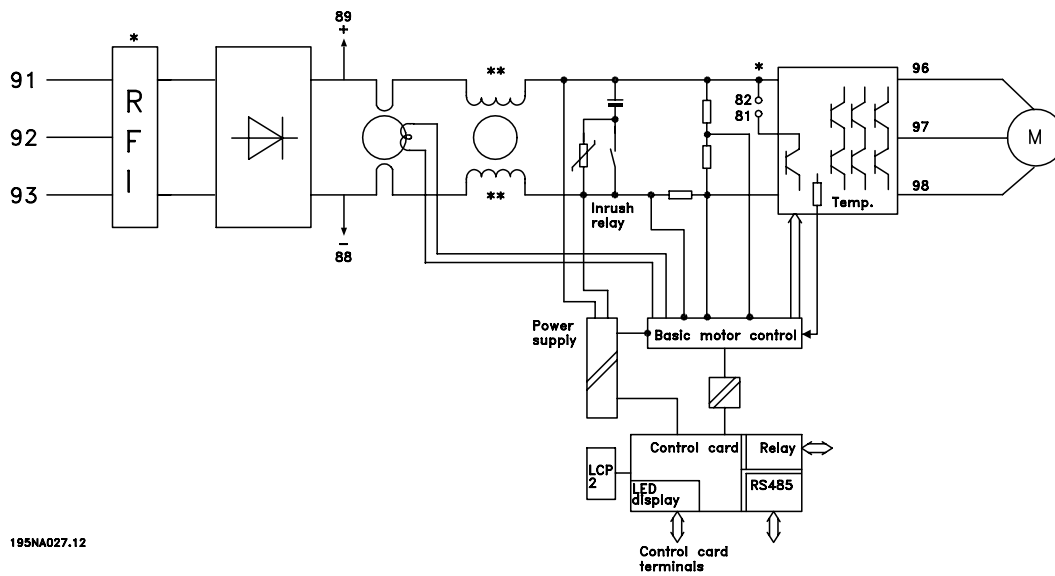 89
+
*
91
R
F
I
92
93
**
**
−
88
Inrush
relay
*
82
81
Temp.
96
97
98
M
Power
supply
Basic motor control
Control card
Relay
LCP
2
LED
display
RS485
Control card
terminals
195NA027.12